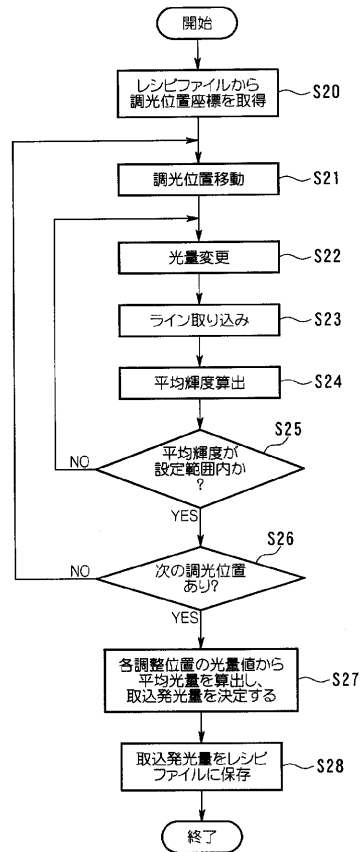 開始
レシピファイルから
調光位置座標を取得
S20
調光位置移動
S21
光量変更
S22
ライン取り込み
S23
平均輝度算出
S24
S25
平均輝度が
設定範囲内か
?
NO
YES
S26
次の調光位置
あり?
NO
YES
各調整位置の光量値から
平均光量を算出し、
取込発光量を決定する
S27
取込発光量をレシピ
ファイルに保存
S28
終了